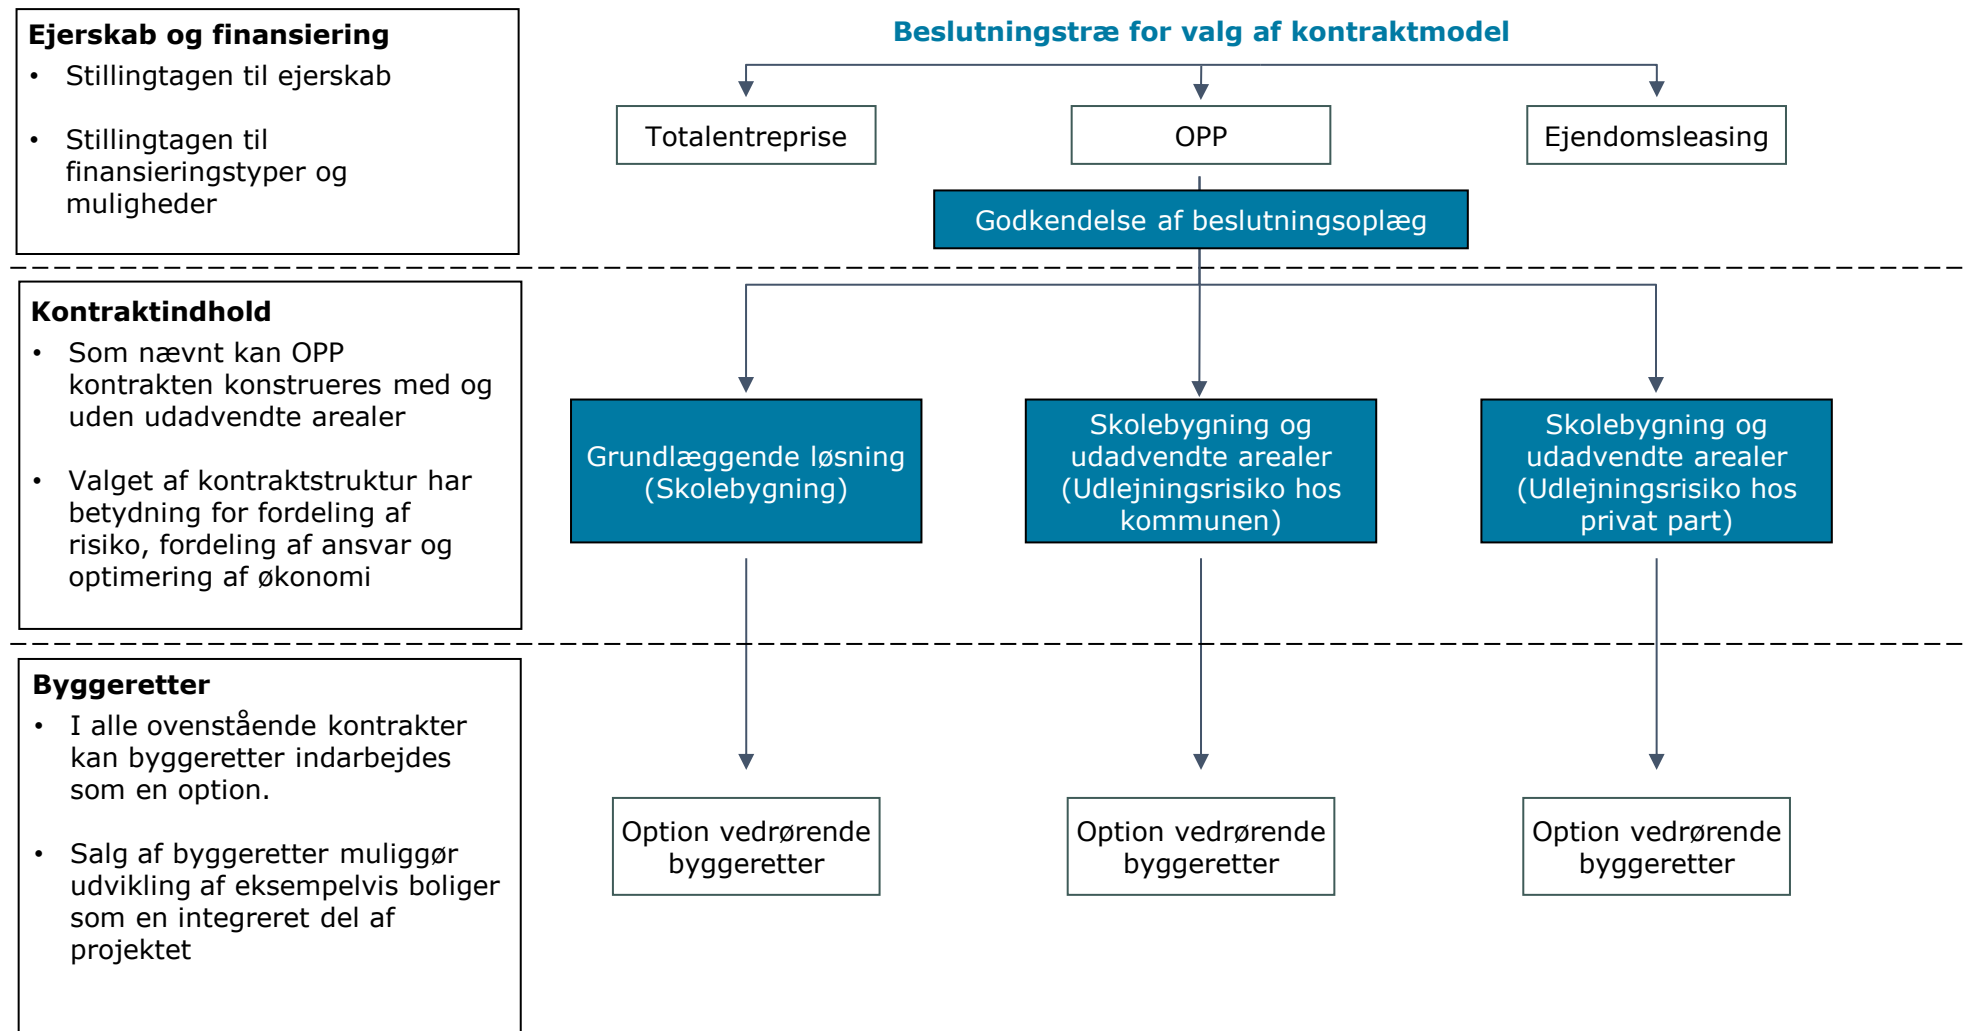 Beslutningstræ for valg af kontraktmodel
Ejerskab og finansiering
• Stillingtagen til ejerskab
• Stillingtagen til
finansieringstyper og
muligheder
Totalentreprise
OPP
Ejendomsleasing
Godkendelse af beslutningsoplæg
Kontraktindhold
• Som nævnt kan OPP
kontrakten konstrueres med og
uden udadvendte arealer
• Valget af kontraktstruktur har
betydning for fordeling af
risiko, fordeling af ansvar og
optimering af økonomi
Grundlæggende løsning
(Skolebygning)
Skolebygning og
udadvendte arealer
(Udlejningsrisiko hos
kommunen)
Skolebygning og
udadvendte arealer
(Udlejningsrisiko hos
privat part)
Byggeretter
• I alle ovenstående kontrakter
kan byggeretter indarbejdes
som en option.
• Salg af byggeretter muliggør
udvikling af eksempelvis boliger
som en integreret del af
projektet
Option vedrørende
byggeretter
Option vedrørende
byggeretter
Option vedrørende
byggeretter